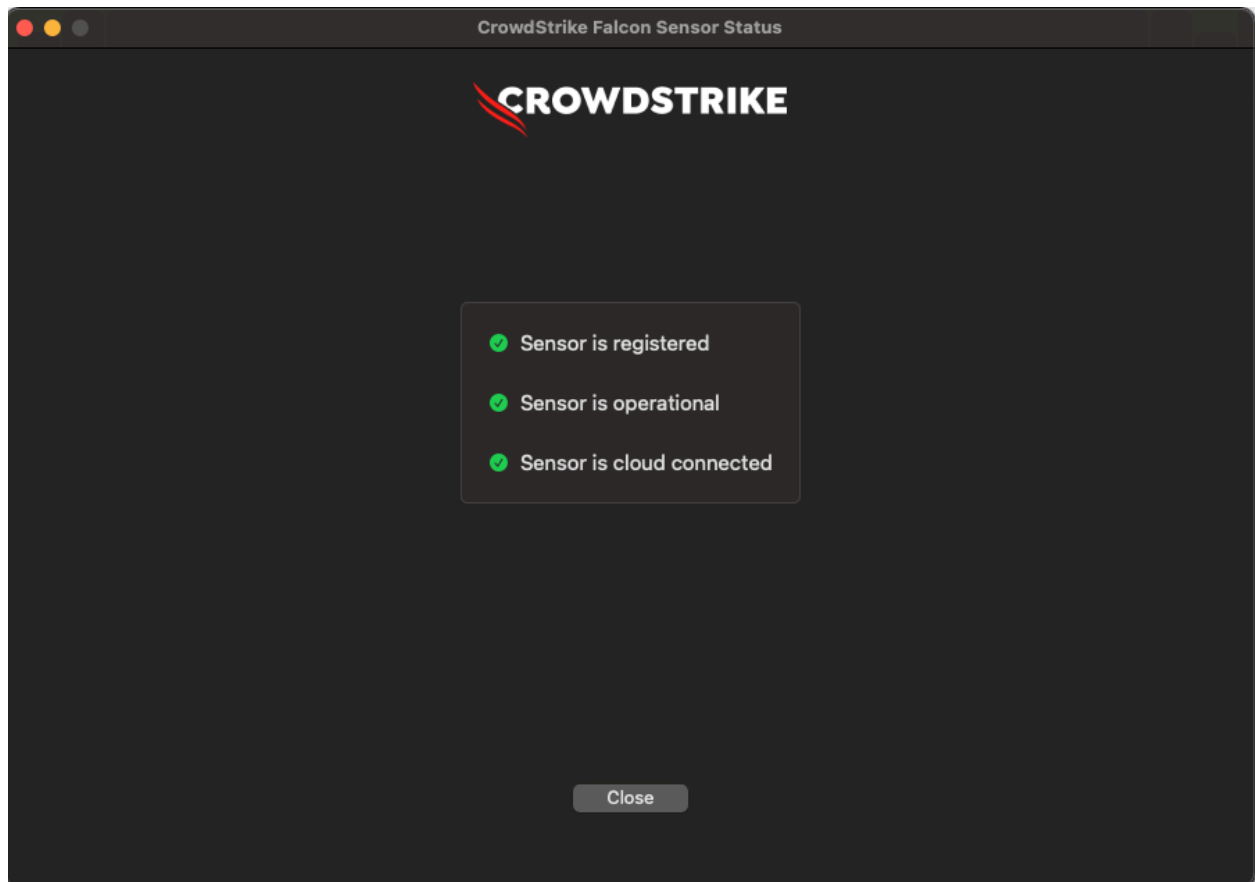 CrowdStrike Falcon Sensor Status
CROWDSTRIKE
Sensor is registered
Sensor is operational
Sensor is cloud connected
Close